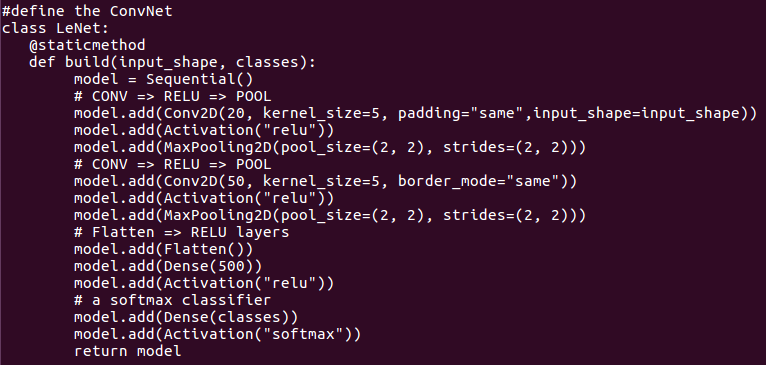 #define the ConvNet
class LeNet:
   @staticmethod
   def build(input_shape, classes):
        model = Sequential()
        # CONV => RELU => POOL
        model.add(Conv2D(20, kernel_size=5, padding="same",input_shape=input_shape))
        model.add(Activation("relu"))
        model.add(MaxPooling2D(pool_size=(2, 2), strides=(2, 2)))
        # CONV => RELU => POOL
        model.add(Conv2D(50, kernel_size=5, border_mode="same"))
        model.add(Activation("relu"))
        model.add(MaxPooling2D(pool_size=(2, 2), strides=(2, 2)))
        # Flatten => RELU layers
        model.add(Flatten())
        model.add(Dense(500))
        model.add(Activation("relu"))
        # a softmax classifier
        model.add(Dense(classes))
        model.add(Activation("softmax"))
        return model